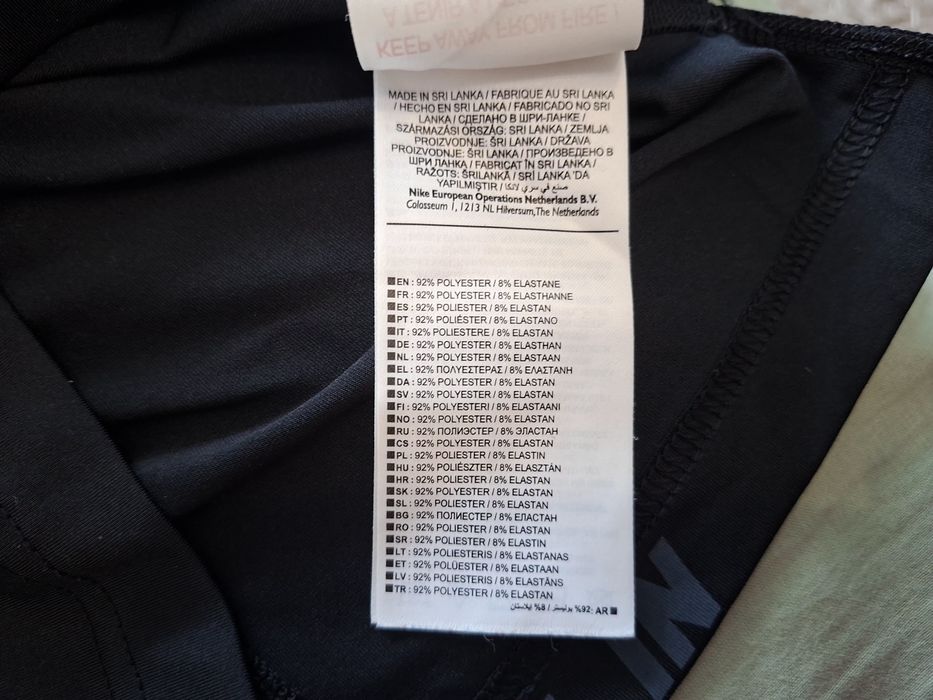 A TENIR
KEEP AWAY FROM FIRE !
MADE IN SRI LANKA / FABRIQUE AU SRI LANKA
/ HECHO EN SRI LANKA / FABRICADO NO SRI
LANKA / СДЕЛАНО В ШРИ-ЛАНКЕ /
SZÁRMAZÁSI ORSZÁG: SRI LANKA / ZEMLJA
PROIZVODNJE: ŠRI LANKA / DRŽAVA
PROIZVODNJE: ŠRI LANKA / ПРОИЗВЕДЕНО В
ШРИ ЛАНКА / FABRICAT ÎN SRI LANKA /
RAŽOTS: ŠRILANKĀ / SRİ LANKA 'DA
YAPILMIŞTIR / صنع في سري لانكا
Nike European Operations Netherlands B.V.
Colosseum 1, 1213 NL Hilversum, The Netherlands
EN : 92% POLYESTER / 8% ELASTANE
FR : 92% POLYESTER / 8% ELASTHANNE
ES : 92% POLIÉSTER / 8% ELASTAN
PT : 92% POLIÉSTER / 8% ELASTANO
IT : 92% POLIESTERE / 8% ELASTAN
DE : 92% POLYESTER / 8% ELASTHAN
NL : 92% POLYESTER / 8% ELASTAAN
EL : 92% ΠΟΛΥΕΣΤΕΡΑΣ / 8% ΕΛΑΣΤΑΝΗ
DA : 92% POLYESTER / 8% ELASTAN
SV : 92% POLYESTER / 8% ELASTAN
FI : 92% POLYESTERI / 8% ELASTAANI
NO : 92% POLYESTER / 8% ELASTAN
RU : 92% ПОЛИЭСТЕР / 8% ЭЛАСТАН
CS : 92% POLYESTER / 8% ELASTAN
PL : 92% POLIESTER / 8% ELASTIN
HU : 92% POLIÉSZTER / 8% ELASZTÁN
HR : 92% POLIESTER / 8% ELASTAN
SK : 92% POLYESTER / 8% ELASTAN
SL : 92% POLIESTER / 8% ELASTAN
BG : 92% ПОЛИЕСТЕР / 8% ЕЛАСТАН
RO : 92% POLIESTER / 8% ELASTAN
SR : 92% POLIESTER / 8% ELASTIN
LT : 92% POLIESTERIS / 8% ELASTANAS
ET : 92% POLÜESTER / 8% ELASTAAN
LV : 92% POLIESTERIS / 8% ELASTĀNS
TR : 92% POLYESTER / 8% ELASTAN
AR :92% بوليستر / 8% ايلاستان